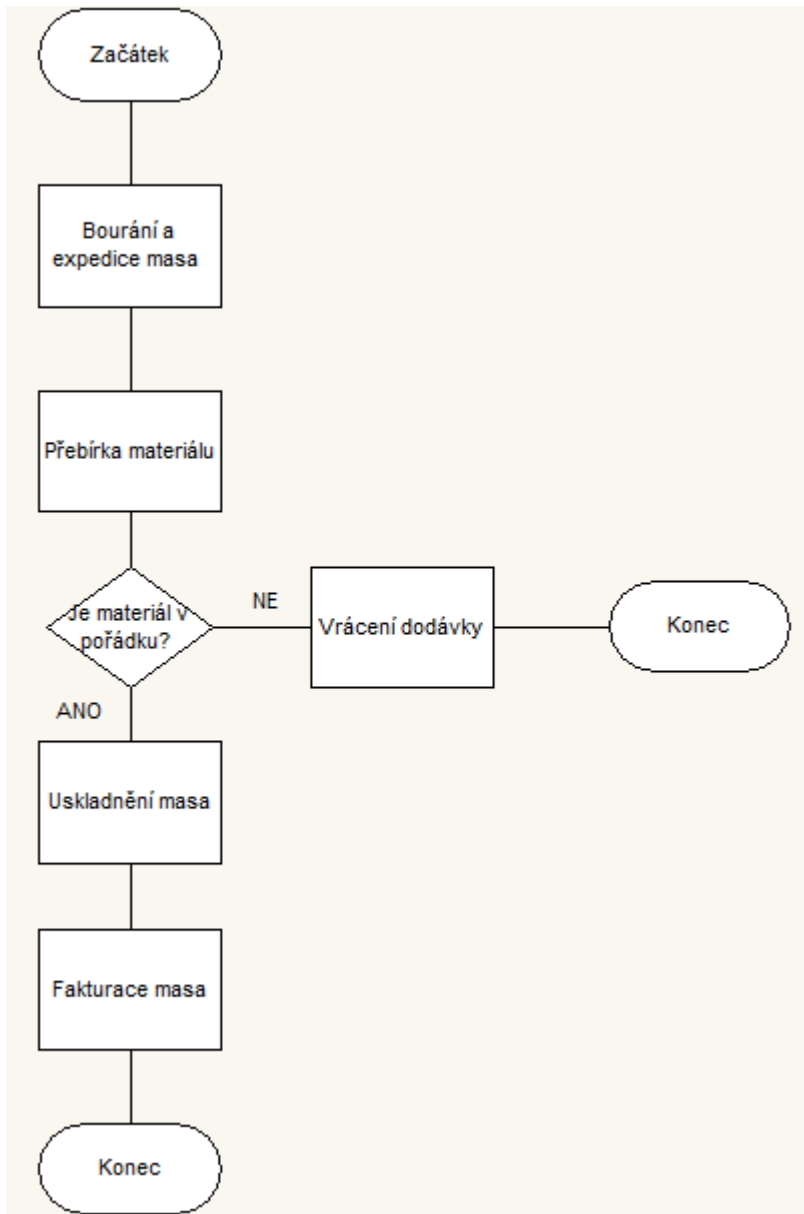 Začátek
Bourání a
expedice masa
Přebírka materiálu
Je materiál v
pořádku?
NE
Vrácení dodávky
Konec
ANO
Uskladnění masa
Fakturace masa
Konec